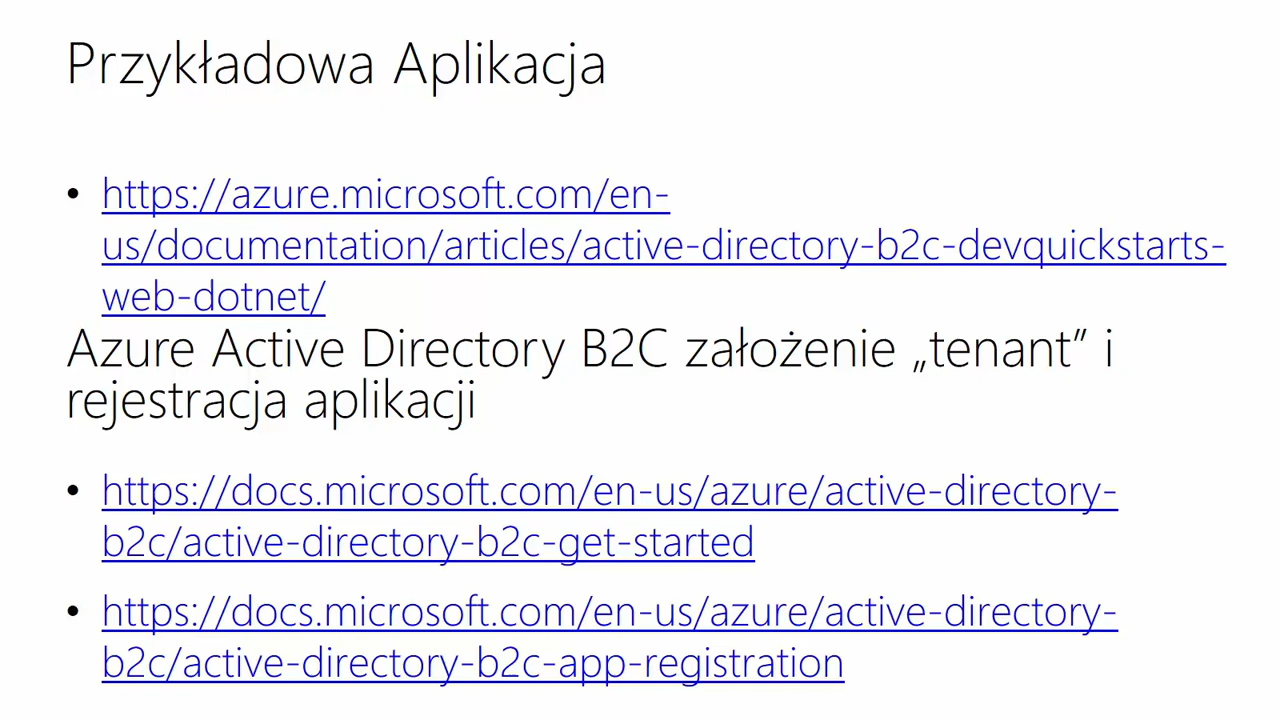 Przykładowa Aplikacja
• https://azure.microsoft.com/en-
us/documentation/articles/active-directory-b2c-devquickstarts-
web-dotnet/
Azure Active Directory B2C założenie „tenant” i
rejestracja aplikacji
• https://docs.microsoft.com/en-us/azure/active-directory-
b2c/active-directory-b2c-get-started
• https://docs.microsoft.com/en-us/azure/active-directory-
b2c/active-directory-b2c-app-registration